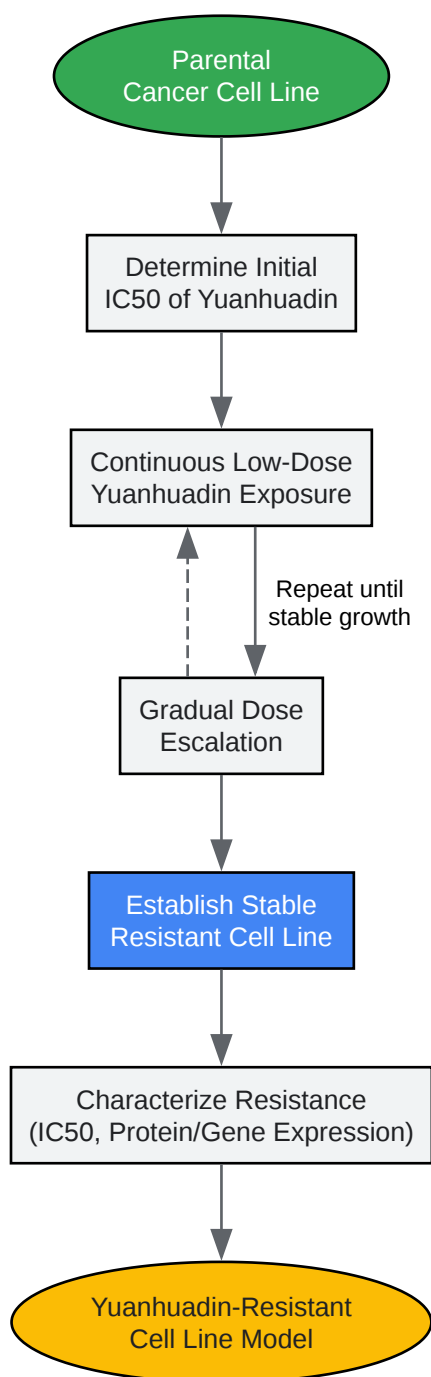 Parental
Cancer Cell Line
Determine Initial
IC50 of Yuanhuadin
Continuous Low-Dose
Yuanhuadin Exposure
Repeat until
stable growth
Gradual Dose
Escalation
Establish Stable
Resistant Cell Line
Characterize Resistance
(IC50, Protein/Gene Expression)
Yuanhuadin-Resistant
Cell Line Model